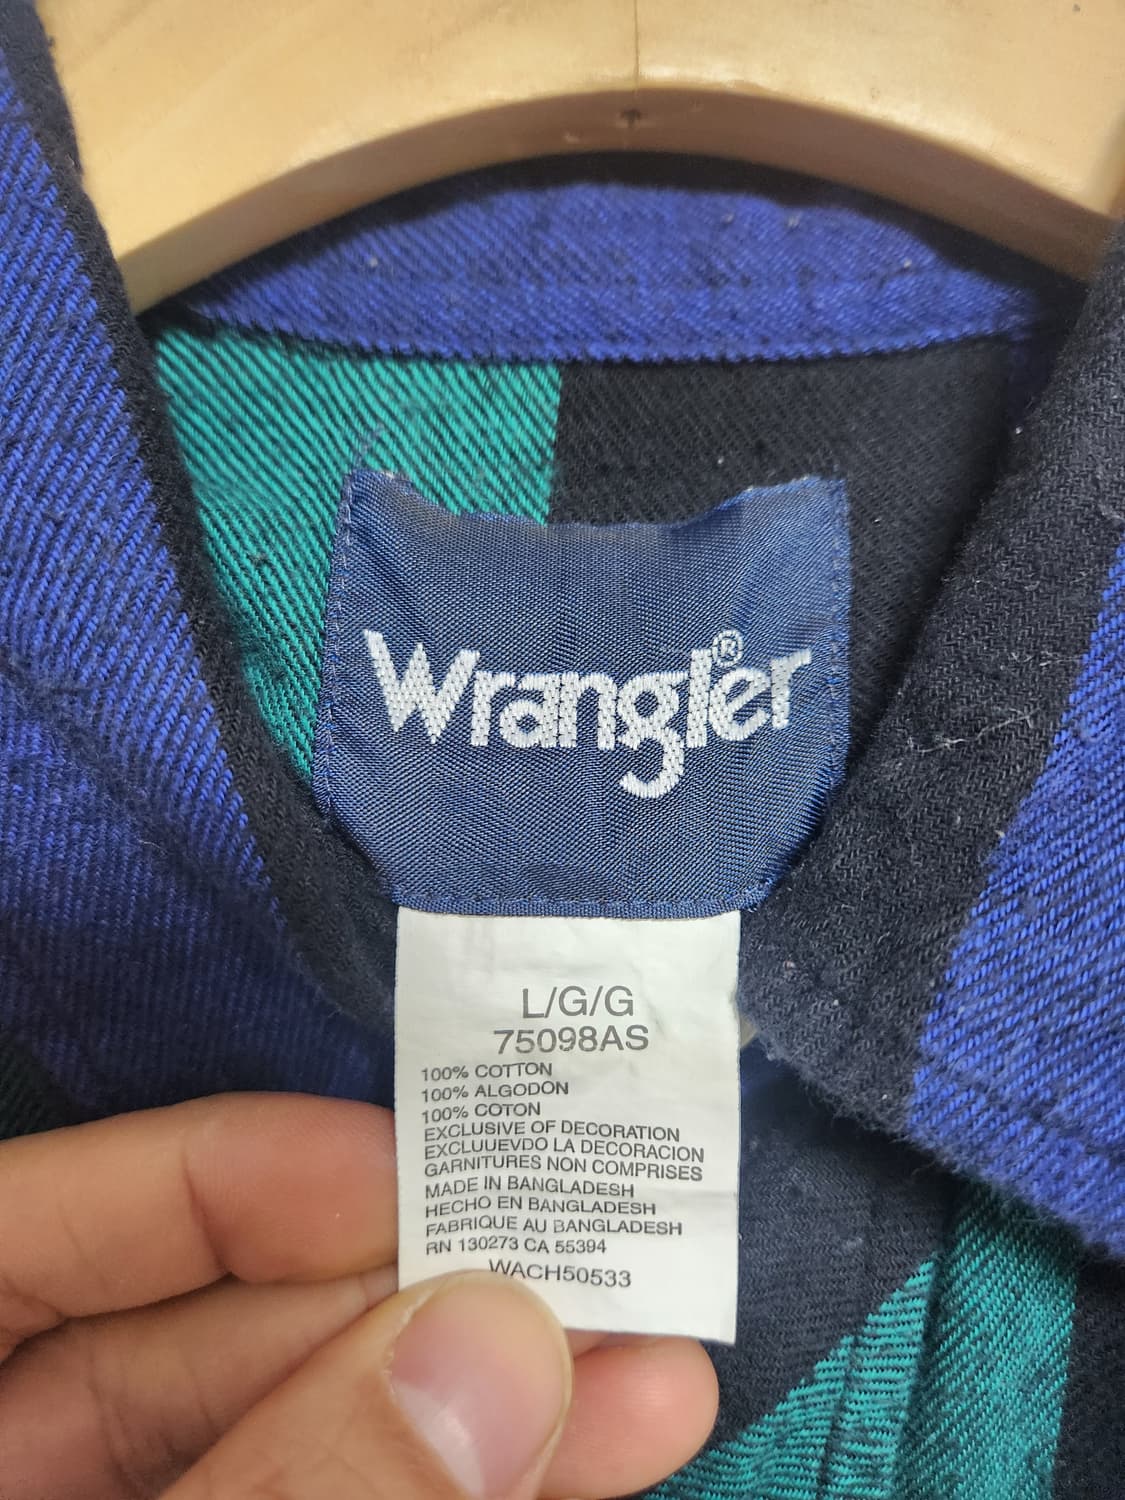 Wrangler®
L/G/G
75098AS
100% COTTON
100% ALGODON
100% COTON
EXCLUSIVE OF DECORATION
EXCLUUEVDO LA DECORACION
GARNITURES NON COMPRISES
MADE IN BANGLADESH
HECHO EN BANGLADESH
FABRIQUE AU BANGLADESH
RN 130273 CA 55394
WACH50533